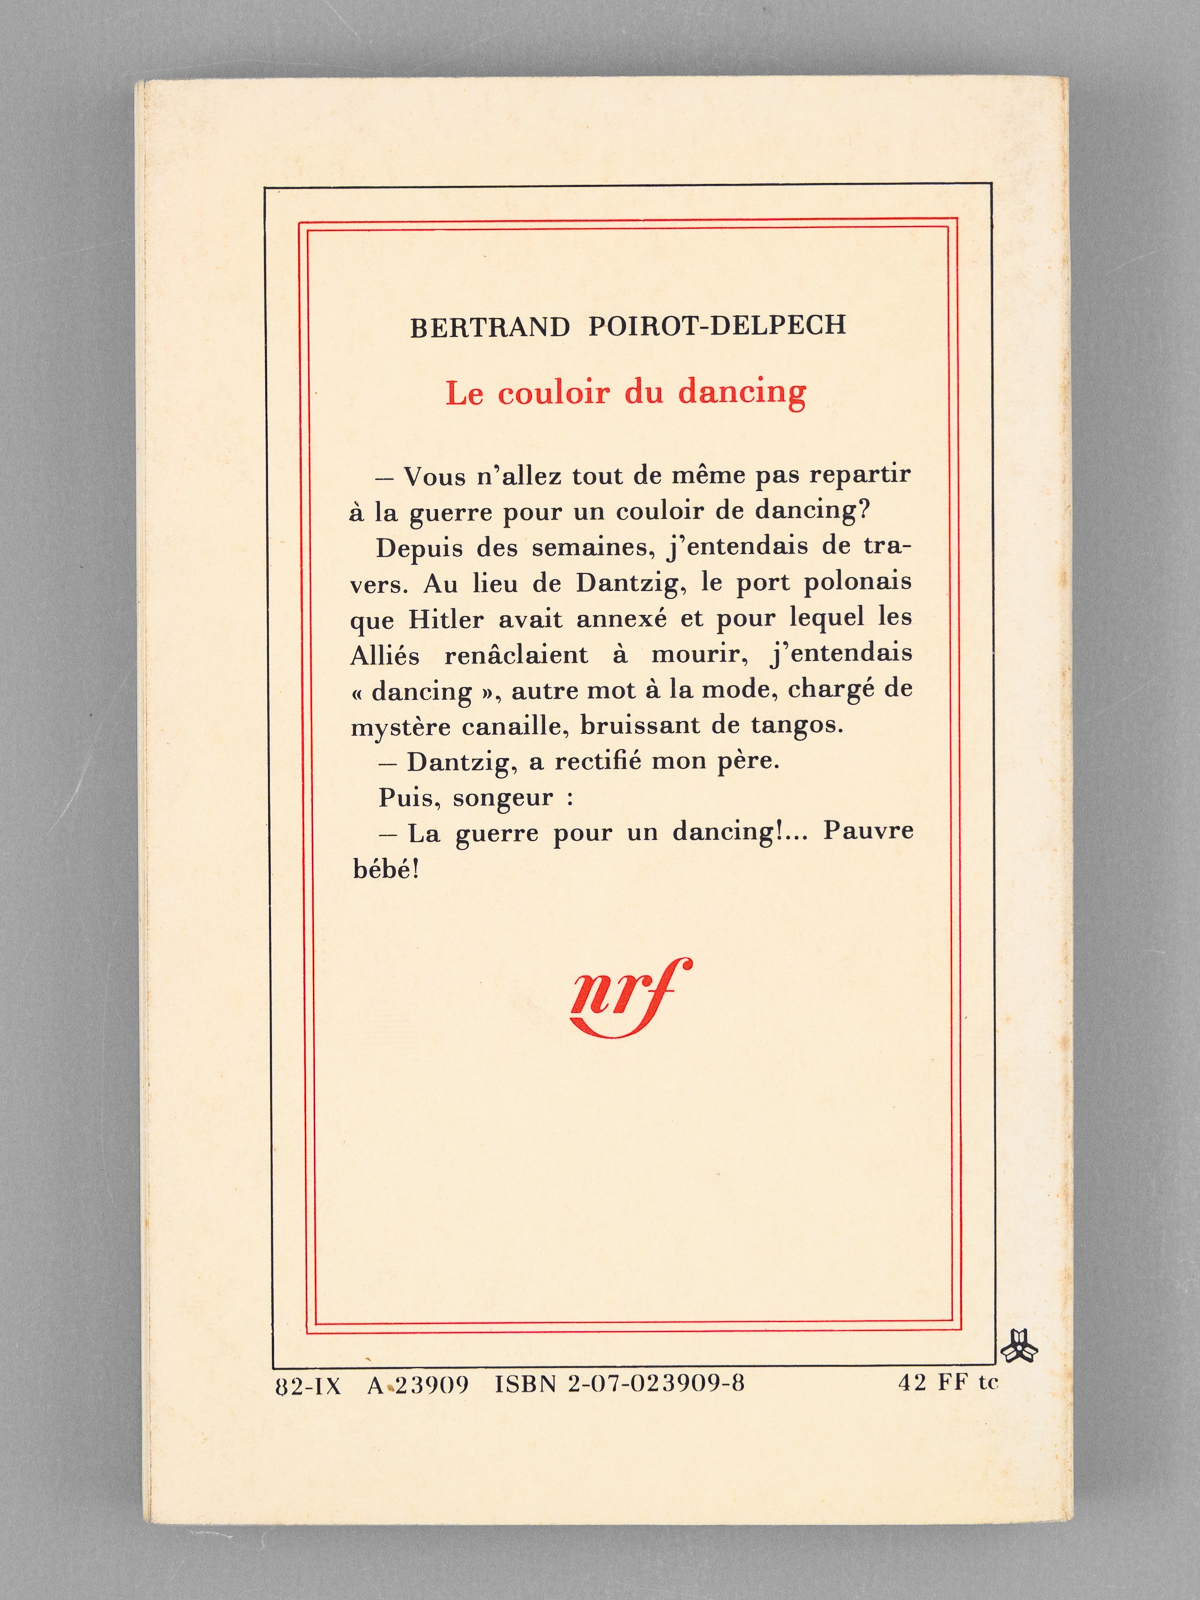 BERTRAND POIROT-DELPECH
Le couloir du dancing
— Vous n'allez tout de même pas repartir
à la guerre pour un couloir de dancing?
Depuis des semaines, j'entendais de tra-
vers. Au lieu de Dantzig, le port polonais
que Hitler avait annexé et pour lequel les
Alliés renâclaient à mourir, j'entendais
« dancing », autre mot à la mode, chargé de
mystère canaille, bruissant de tangos.
— Dantzig, a rectifié mon père.
Puis, songeur :
— La guerre pour un dancing!... Pauvre
bébé!
nrf
82-IX A 23909 ISBN 2-07-023909-8 42 FF tc